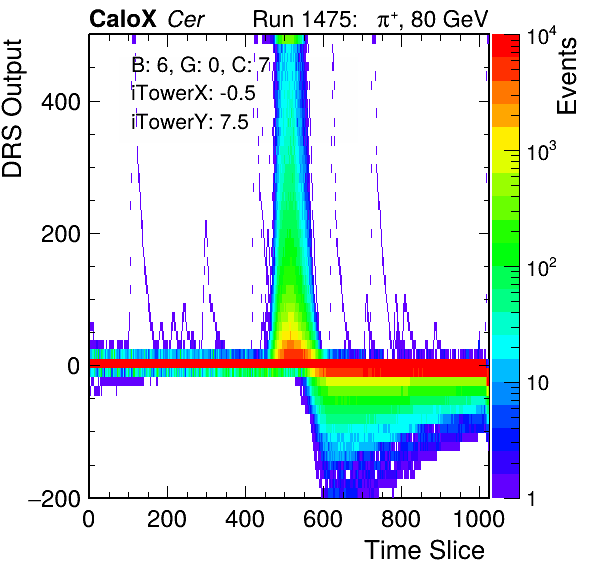 CaloX Cer Run 1475: π⁺, 80 GeV
B: 6, G: 0, C: 7
iTowerX: -0.5
iTowerY: 7.5
DRS Output
400
200
0
−200
0 200 400 600 800 1000
Time Slice
10⁴
10³
10²
10
1
Events